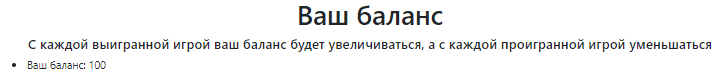 Ваш баланс
С каждой выигранной игрой ваш баланс будет увеличиваться, а с каждой проигранной игрой уменьшаться
• Ваш баланс: 100